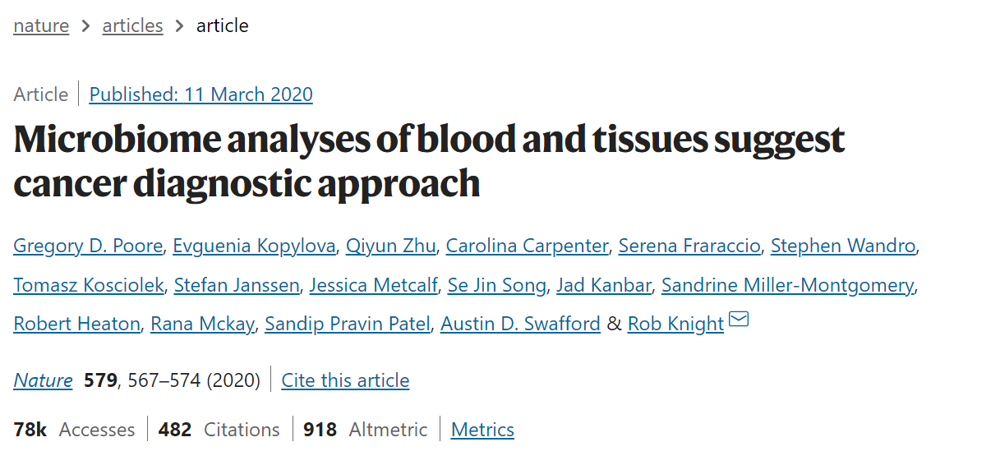 nature > articles > article
Article | Published: 11 March 2020
Microbiome analyses of blood and tissues suggest
cancer diagnostic approach
Gregory D. Poore, Evguenia Kopylova, Qiyun Zhu, Carolina Carpenter, Serena Fraraccio, Stephen Wandro,
Tomasz Kosciolek, Stefan Janssen, Jessica Metcalf, Se Jin Song, Jad Kanbar, Sandrine Miller-Montgomery,
Robert Heaton, Rana Mckay, Sandip Pravin Patel, Austin D. Swafford & Rob Knight
Nature 579, 567–574 (2020) | Cite this article
78k Accesses | 482 Citations | 918 Altmetric | Metrics